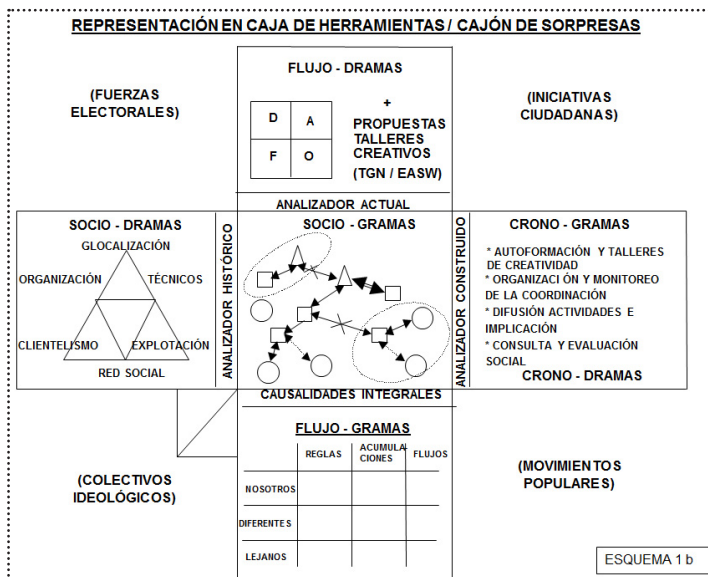 REPRESENTACIÓN EN CAJA DE HERRAMIENTAS / CAJÓN DE SORPRESAS
(FUERZAS
ELECTORALES)
FLUJO - DRAMAS
D A
F O
+
PROPUESTAS
TALLERES
CREATIVOS
(TGN / EASW)
(INICIATIVAS
CIUDADANAS)
ANALIZADOR ACTUAL
SOCIO - DRAMAS
GLOCALIZACIÓN
ORGANIZACIÓN TÉCNICOS
CLIENTELISMO EXPLOTACIÓN
RED SOCIAL
ANALIZADOR HISTÓRICO
SOCIO - GRAMAS
ANALIZADOR CONSTRUIDO
CRONO - GRAMAS
* AUTOFORMACIÓN Y TALLERES
DE CREATIVIDAD
* ORGANIZACI ÓN Y MONITOREO
DE LA COORDINACIÓN
* DIFUSIÓN ACTIVIDADES E
IMPLICACIÓN
* CONSULTA Y EVALUACIÓN
SOCIAL
CRONO - DRAMAS
CAUSALIDADES INTEGRALES
FLUJO - GRAMAS
REGLAS
ACUMULA
CIONES
FLUJOS
NOSOTROS
DIFERENTES
LEJANOS
(COLECTIVOS
IDEOLÓGICOS)
(MOVIMIENTOS
POPULARES)
ESQUEMA 1 b